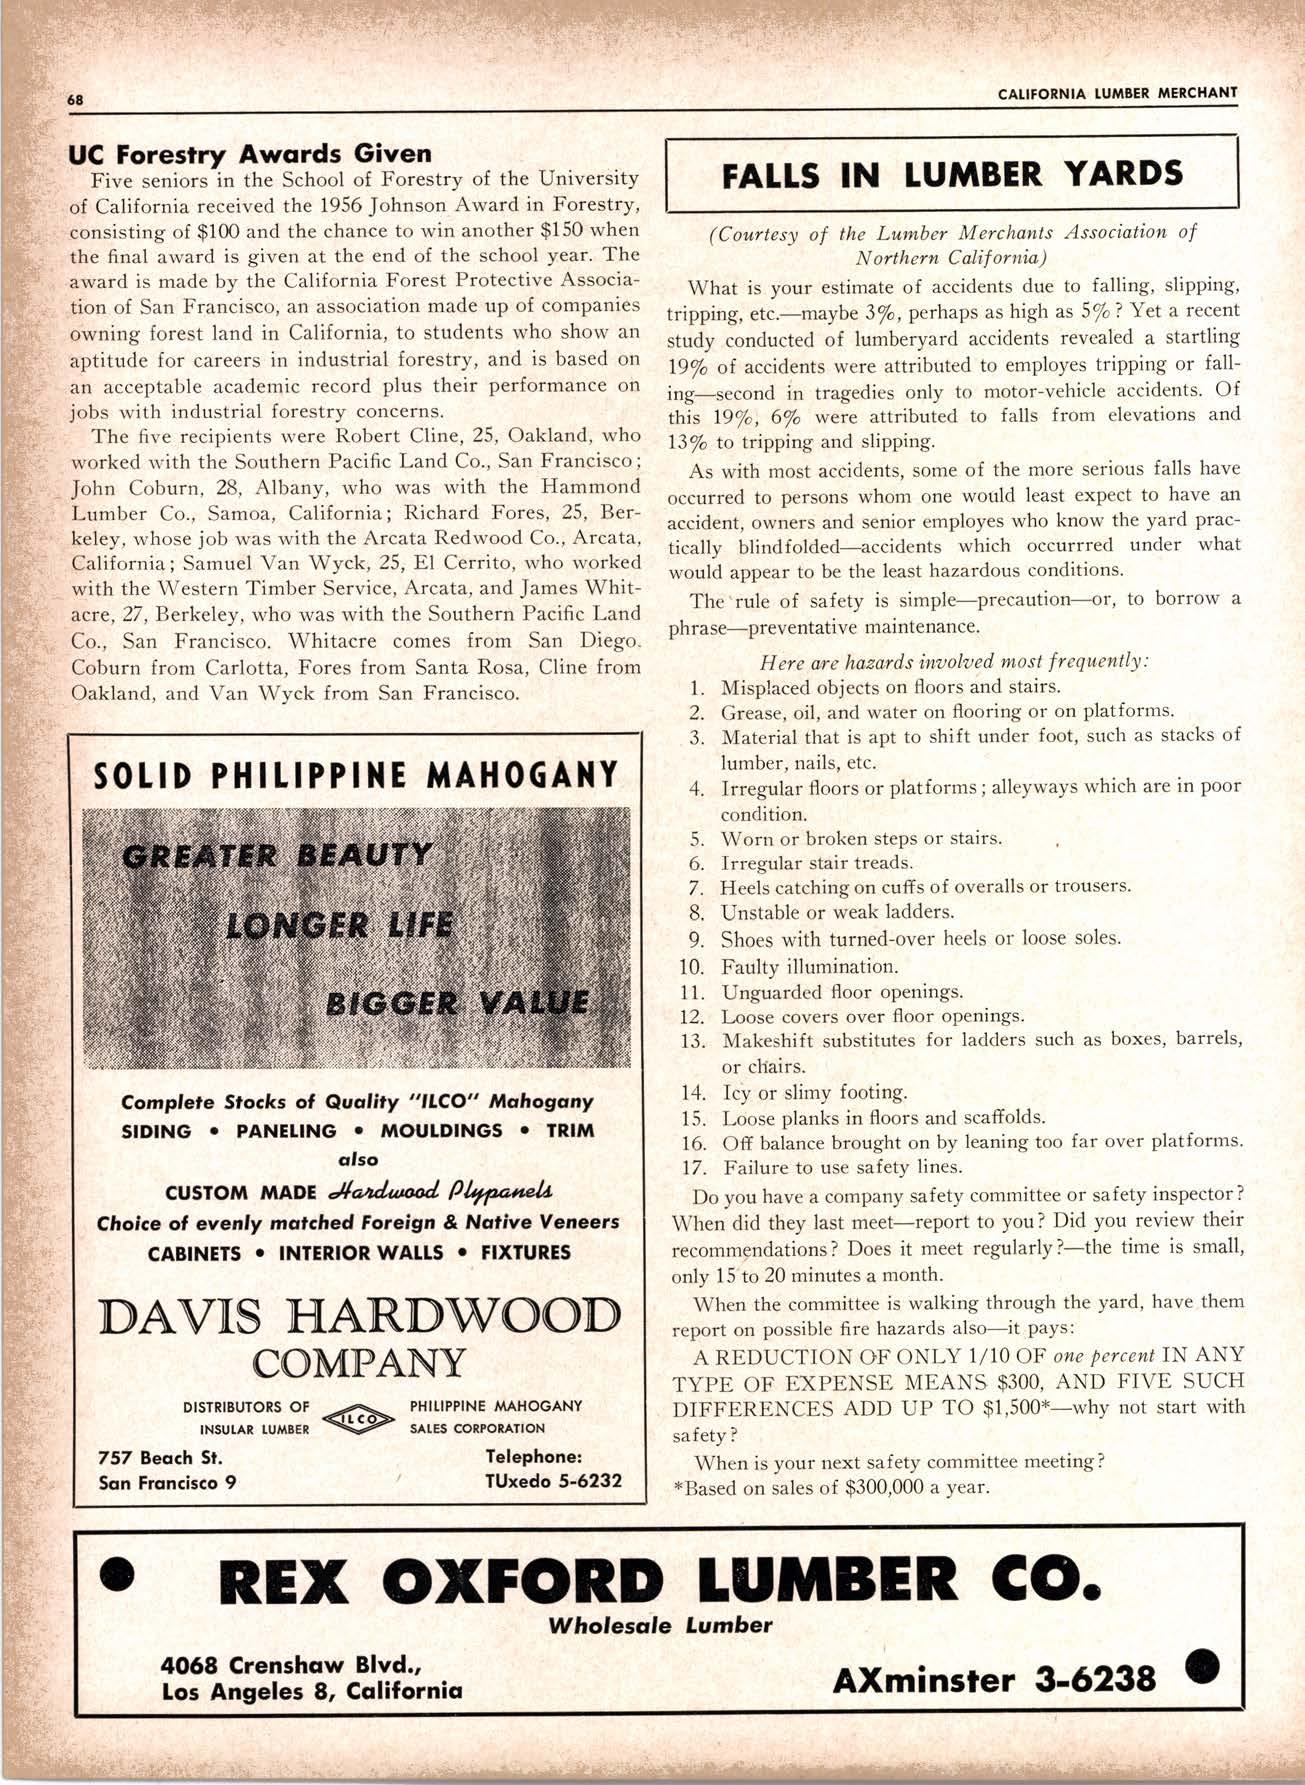 68
CALIFORNIA LUMBER MERCHANT
UC Forestry Awards Given
Five seniors in the School of Forestry of the University
of California received the 1956 Johnson Award in Forestry,
consisting of $100 and the chance to win another $150 when
the final award is given at the end of the school year. The
award is made by the California Forest Protective Associa-
tion of San Francisco, an association made up of companies
owning forest land in California, to students who show an
aptitude for careers in industrial forestry, and is based on
an acceptable academic record plus their performance on
jobs with industrial forestry concerns.
The five recipients were Robert Cline, 25, Oakland, who
worked with the Southern Pacific Land Co., San Francisco;
John Coburn, 28, Albany, who was with the Hammond
Lumber Co., Samoa, California; Richard Fores, 25, Ber-
keley, whose job was with the Arcata Redwood Co., Arcata,
California; Samuel Van Wyck, 25, El Cerrito, who worked
with the Western Timber Service, Arcata, and James Whit-
acre, 27, Berkeley, who was with the Southern Pacific Land
Co., San Francisco. Whitacre comes from San Diego.
Coburn from Carlotta, Fores from Santa Rosa, Cline from
Oakland, and Van Wyck from San Francisco.
SOLID PHILIPPINE MAHOGANY
GREATER BEAUTY
LONGER LIFE
BIGGER VALUE
Complete Stocks of Quality "ILCO" Mahogany
SIDING • PANELING • MOULDINGS • TRIM
also
CUSTOM MADE Hardwood Plypanels
Choice of evenly matched Foreign & Native Veneers
CABINETS • INTERIOR WALLS • FIXTURES
DAVIS HARDWOOD
COMPANY
DISTRIBUTORS OF
INSULAR LUMBER
ILCO
PHILIPPINE MAHOGANY
SALES CORPORATION
757 Beach St.
San Francisco 9
Telephone:
TUxedo 5-6232
FALLS IN LUMBER YARDS
(Courtesy of the Lumber Merchants Association of
Northern California)
What is your estimate of accidents due to falling, slipping,
tripping, etc.—maybe 3%, perhaps as high as 5%? Yet a recent
study conducted of lumberyard accidents revealed a startling
19% of accidents were attributed to employes tripping or fall-
ing—second in tragedies only to motor-vehicle accidents. Of
this 19%, 6% were attributed to falls from elevations and
13% to tripping and slipping.
As with most accidents, some of the more serious falls have
occurred to persons whom one would least expect to have an
accident, owners and senior employes who know the yard prac-
tically blindfolded—accidents which occurrred under what
would appear to be the least hazardous conditions.
The rule of safety is simple—precaution—or, to borrow a
phrase—preventative maintenance.
Here are hazards involved most frequently:
1. Misplaced objects on floors and stairs.
2. Grease, oil, and water on flooring or on platforms.
3. Material that is apt to shift under foot, such as stacks of
lumber, nails, etc.
4. Irregular floors or platforms; alleyways which are in poor
condition.
5. Worn or broken steps or stairs.
6. Irregular stair treads.
7. Heels catching on cuffs of overalls or trousers.
8. Unstable or weak ladders.
9. Shoes with turned-over heels or loose soles.
10. Faulty illumination.
11. Unguarded floor openings.
12. Loose covers over floor openings.
13. Makeshift substitutes for ladders such as boxes, barrels,
or chairs.
14. Icy or slimy footing.
15. Loose planks in floors and scaffolds.
16. Off balance brought on by leaning too far over platforms.
17. Failure to use safety lines.
Do you have a company safety committee or safety inspector?
When did they last meet—report to you? Did you review their
recommendations? Does it meet regularly?—the time is small,
only 15 to 20 minutes a month.
When the committee is walking through the yard, have them
report on possible fire hazards also—it pays:
A REDUCTION OF ONLY 1/10 OF one percent IN ANY
TYPE OF EXPENSE MEANS $300, AND FIVE SUCH
DIFFERENCES ADD UP TO $1,500*—why not start with
safety?
When is your next safety committee meeting?
*Based on sales of $300,000 a year.
REX OXFORD LUMBER CO.
Wholesale Lumber
4068 Crenshaw Blvd.,
Los Angeles 8, California
AXminster 3-6238